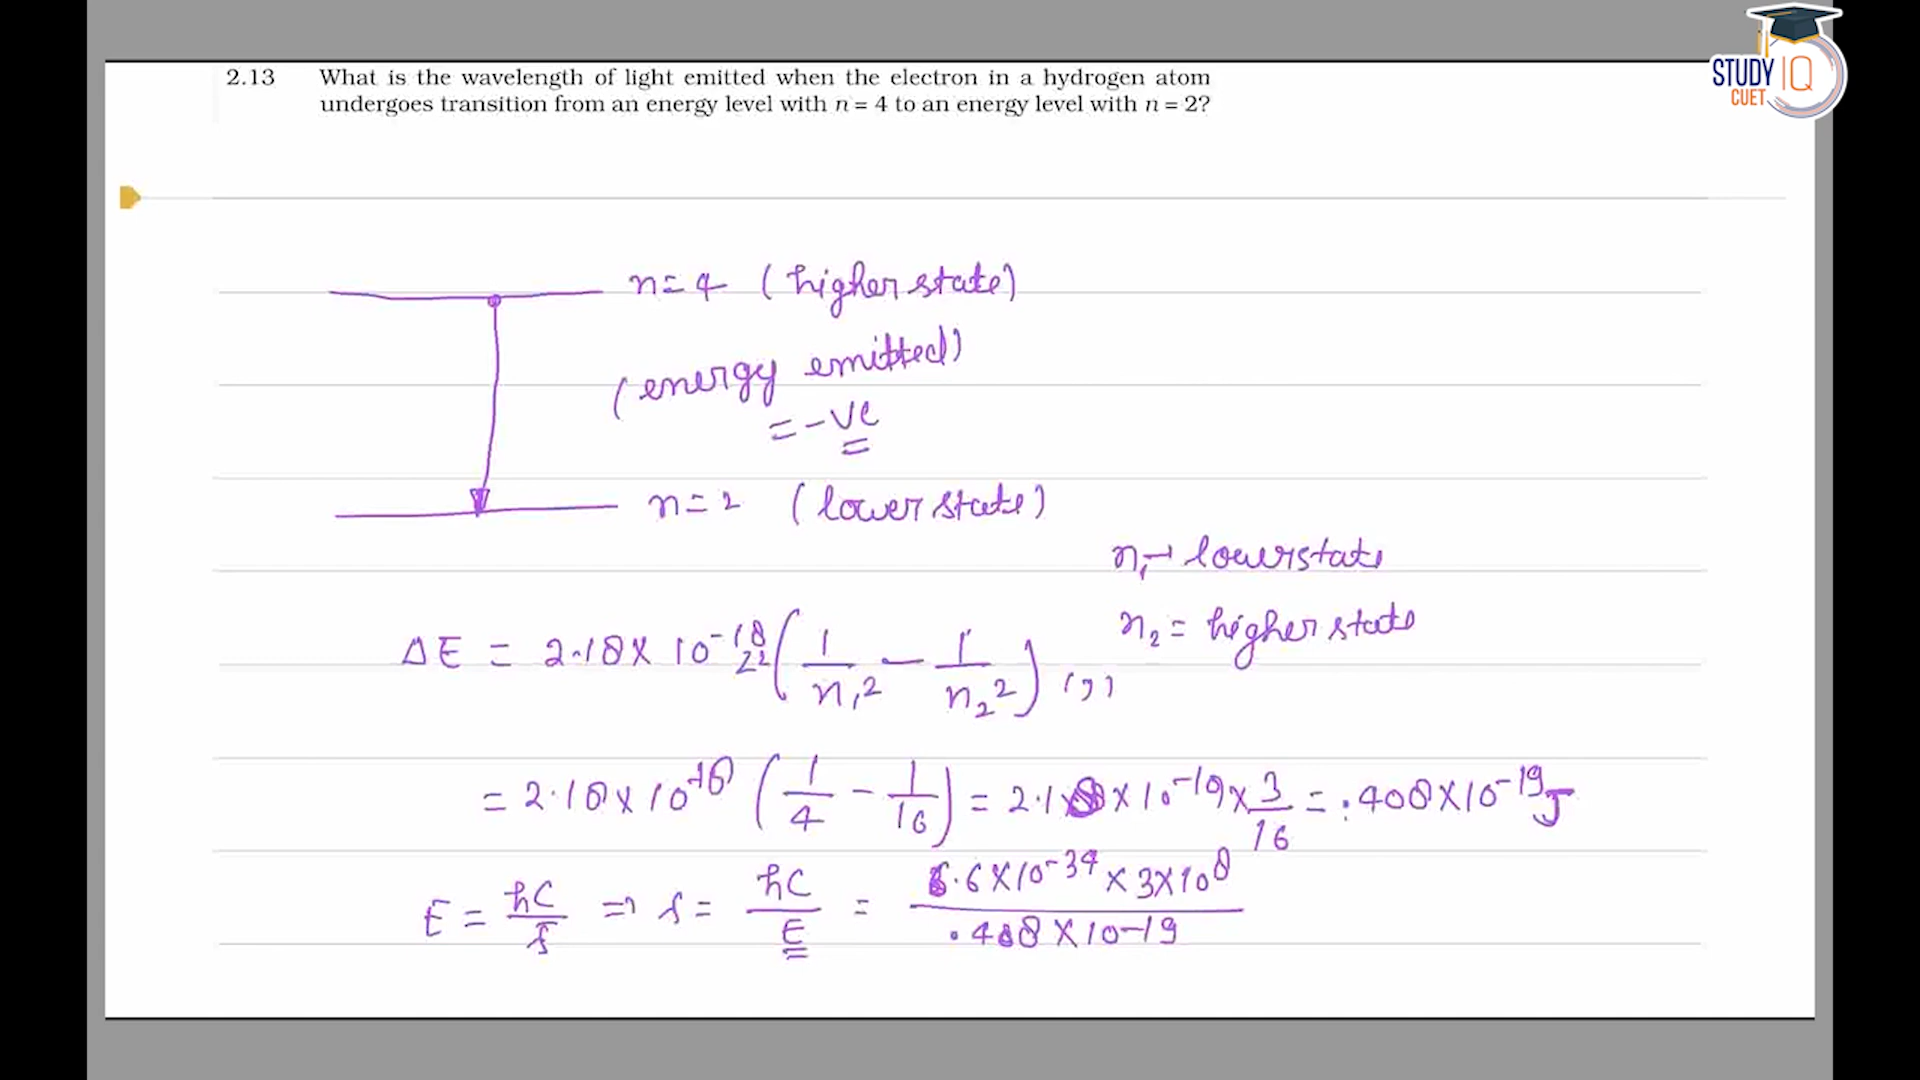 STUDY IQ
CUET
2.13 What is the wavelength of light emitted when the electron in a hydrogen atom
undergoes transition from an energy level with n = 4 to an energy level with n = 2?
n = 4 (higher state)
(energy emitted)
= -ve
n = 2 (lower state)
n₁ → lower state
n₂ = higher state
ΔE = 2.18 × 10⁻¹⁸ (1/n₁² − 1/n₂²)
= 2.18 × 10⁻¹⁸ (1/4 − 1/16) = 2.18 × 10⁻¹⁹ × 3/16 = .408 × 10⁻¹⁹ J
E = hc/λ ⇒ λ = hc/E = 6.6 × 10⁻³⁴ × 3 × 10⁸ / .408 × 10⁻¹⁹